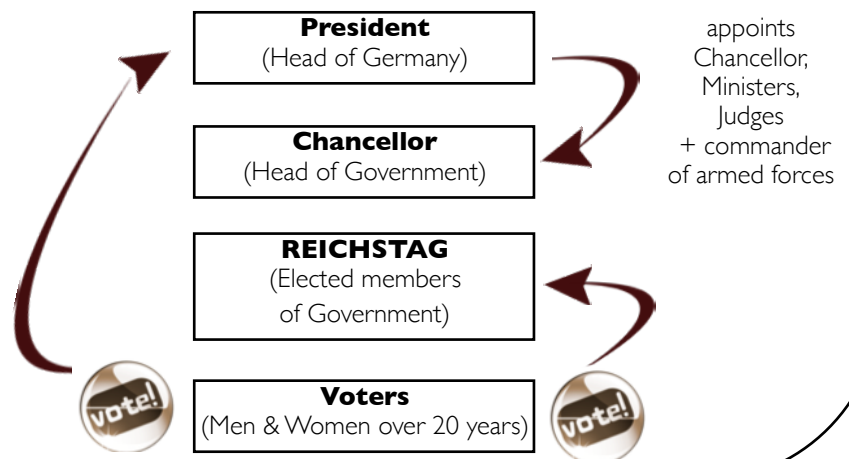 President
(Head of Germany)
appoints
Chancellor,
Ministers,
Judges
+ commander
of armed forces
Chancellor
(Head of Government)
REICHSTAG
(Elected members
of Government)
vote!
Voters
(Men & Women over 20 years)
vote!